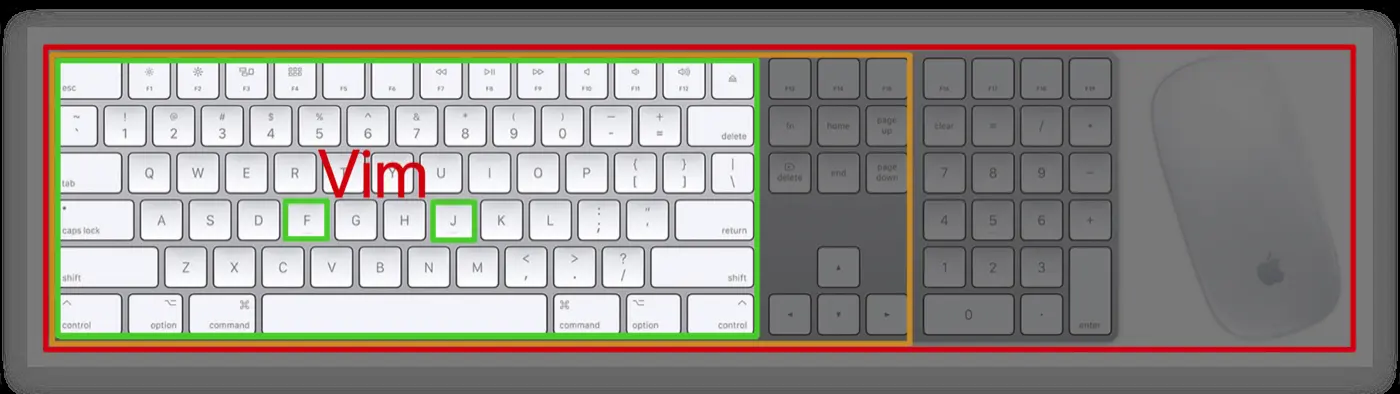 F1 F2 F3 F4 F5 F6 F7 F8 F9 F10 F11 F12 F13 F14 F15 F16 F17 F18 F19
esc
~ ! @ # $ % ^ & * ( ) — +
` 1 2 3 4 5 6 7 8 9 0 - = delete fn home page up clear = / *
tab Q W E R T Y U I O P { [ } ] | \ delete end page down 7 8 9 −
Vim
caps lock A S D F G H J K L : ; " ' return 4 5 6 +
shift Z X C V B N M < , > . ? / shift 1 2 3
control option command command option control 0 . enter